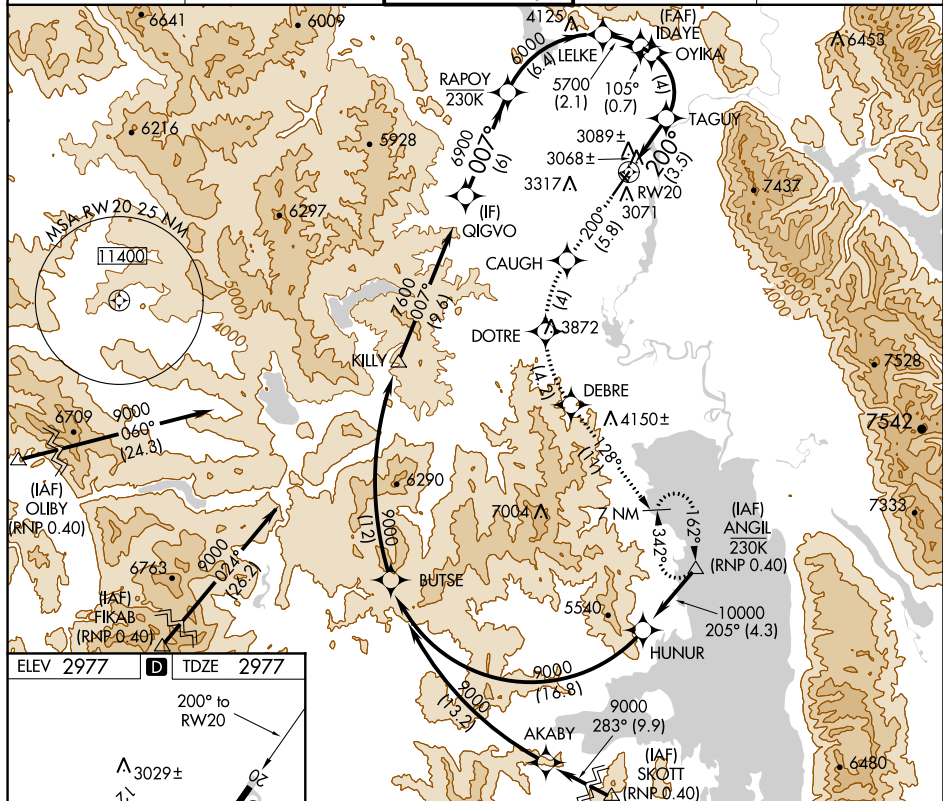 6641
6009
4125
(FAF)
IDAYE
6453
6000
(6.4)
LELKE
OYIKA
RAPOY
230K
5700
(2.1)
105°
(0.7)
(4)
TAGUY
6216
5928
6900
007°
(6)
3089±
3068±
200°
(3.5)
3317
RW20
3071
7437
6297
(IF)
QIGVO
MSA RW20 25 NM
11400
200°
(5.8)
CAUGH
5000
4000
7600
007°
(9.6)
(4)
4000
DOTRE
3872
KILLY
7528
(4.2)
DEBRE
6709
9000
060°
(24.3)
4150±
7542
128°
(11)
(IAF)
OLIBY
(RNP 0.40)
6290
7004
7 NM
162°
342°
(IAF)
ANGIL
230K
(RNP 0.40)
7333
9000
(12)
9000
024°
(26.2)
6763
(IAF)
FIKAB
(RNP 0.40)
BUTSE
5540
10000
205° (4.3)
HUNUR
ELEV 2977 D TDZE 2977
9000
(16.8)
200° to
RW20
9000
(13.2)
9000
283° (9.9)
AKABY
(IAF)
SKOTT
(RNP 0.40)
3029±
20
6480